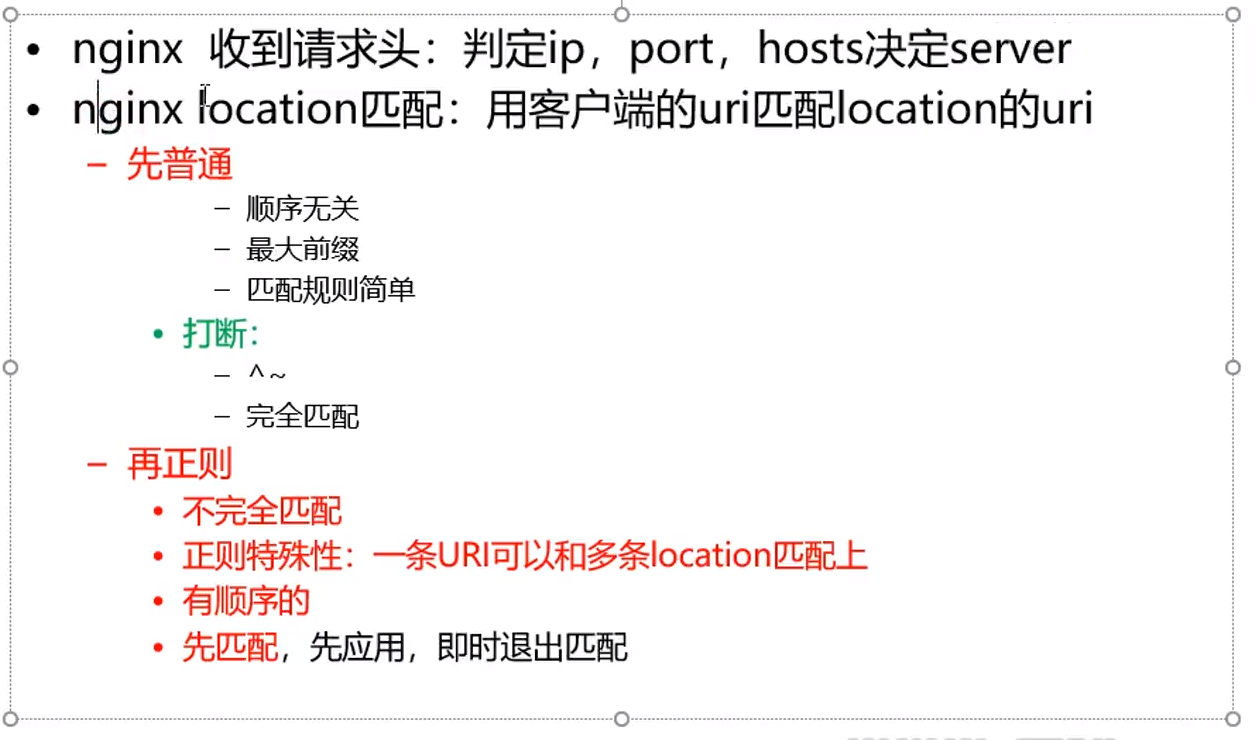 • nginx 收到请求头：判定ip，port，hosts决定server
• nginx location匹配：用客户端的uri匹配location的uri
– 先普通
– 顺序无关
– 最大前缀
– 匹配规则简单
• 打断：
– ^~
– 完全匹配
– 再正则
• 不完全匹配
• 正则特殊性：一条URI可以和多条location匹配上
• 有顺序的
• 先匹配，先应用，即时退出匹配